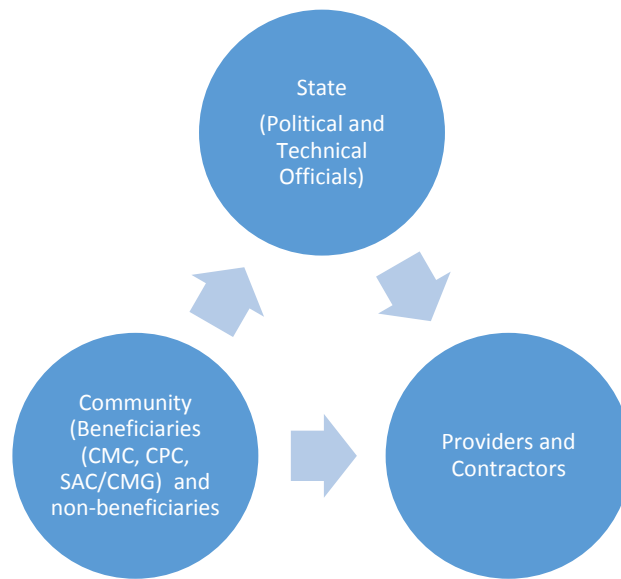 State
(Political and
Technical
Officials)
Community
(Beneficiaries
(CMC, CPC,
SAC/CMG) and
non-beneficiaries
Providers and
Contractors